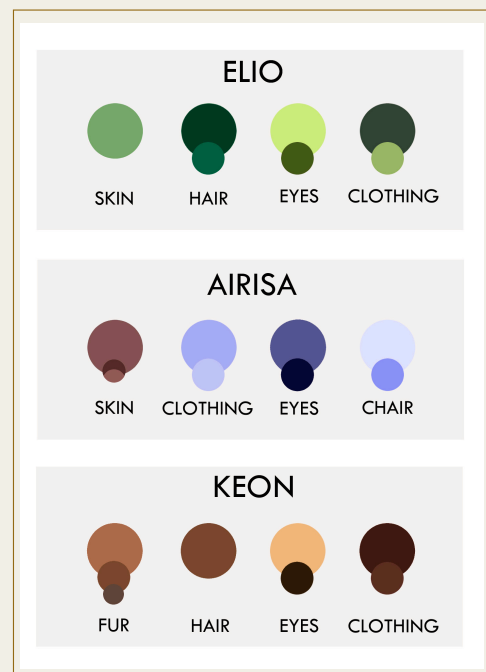 ELIO
SKIN HAIR EYES CLOTHING
AIRISA
SKIN CLOTHING EYES CHAIR
KEON
FUR HAIR EYES CLOTHING